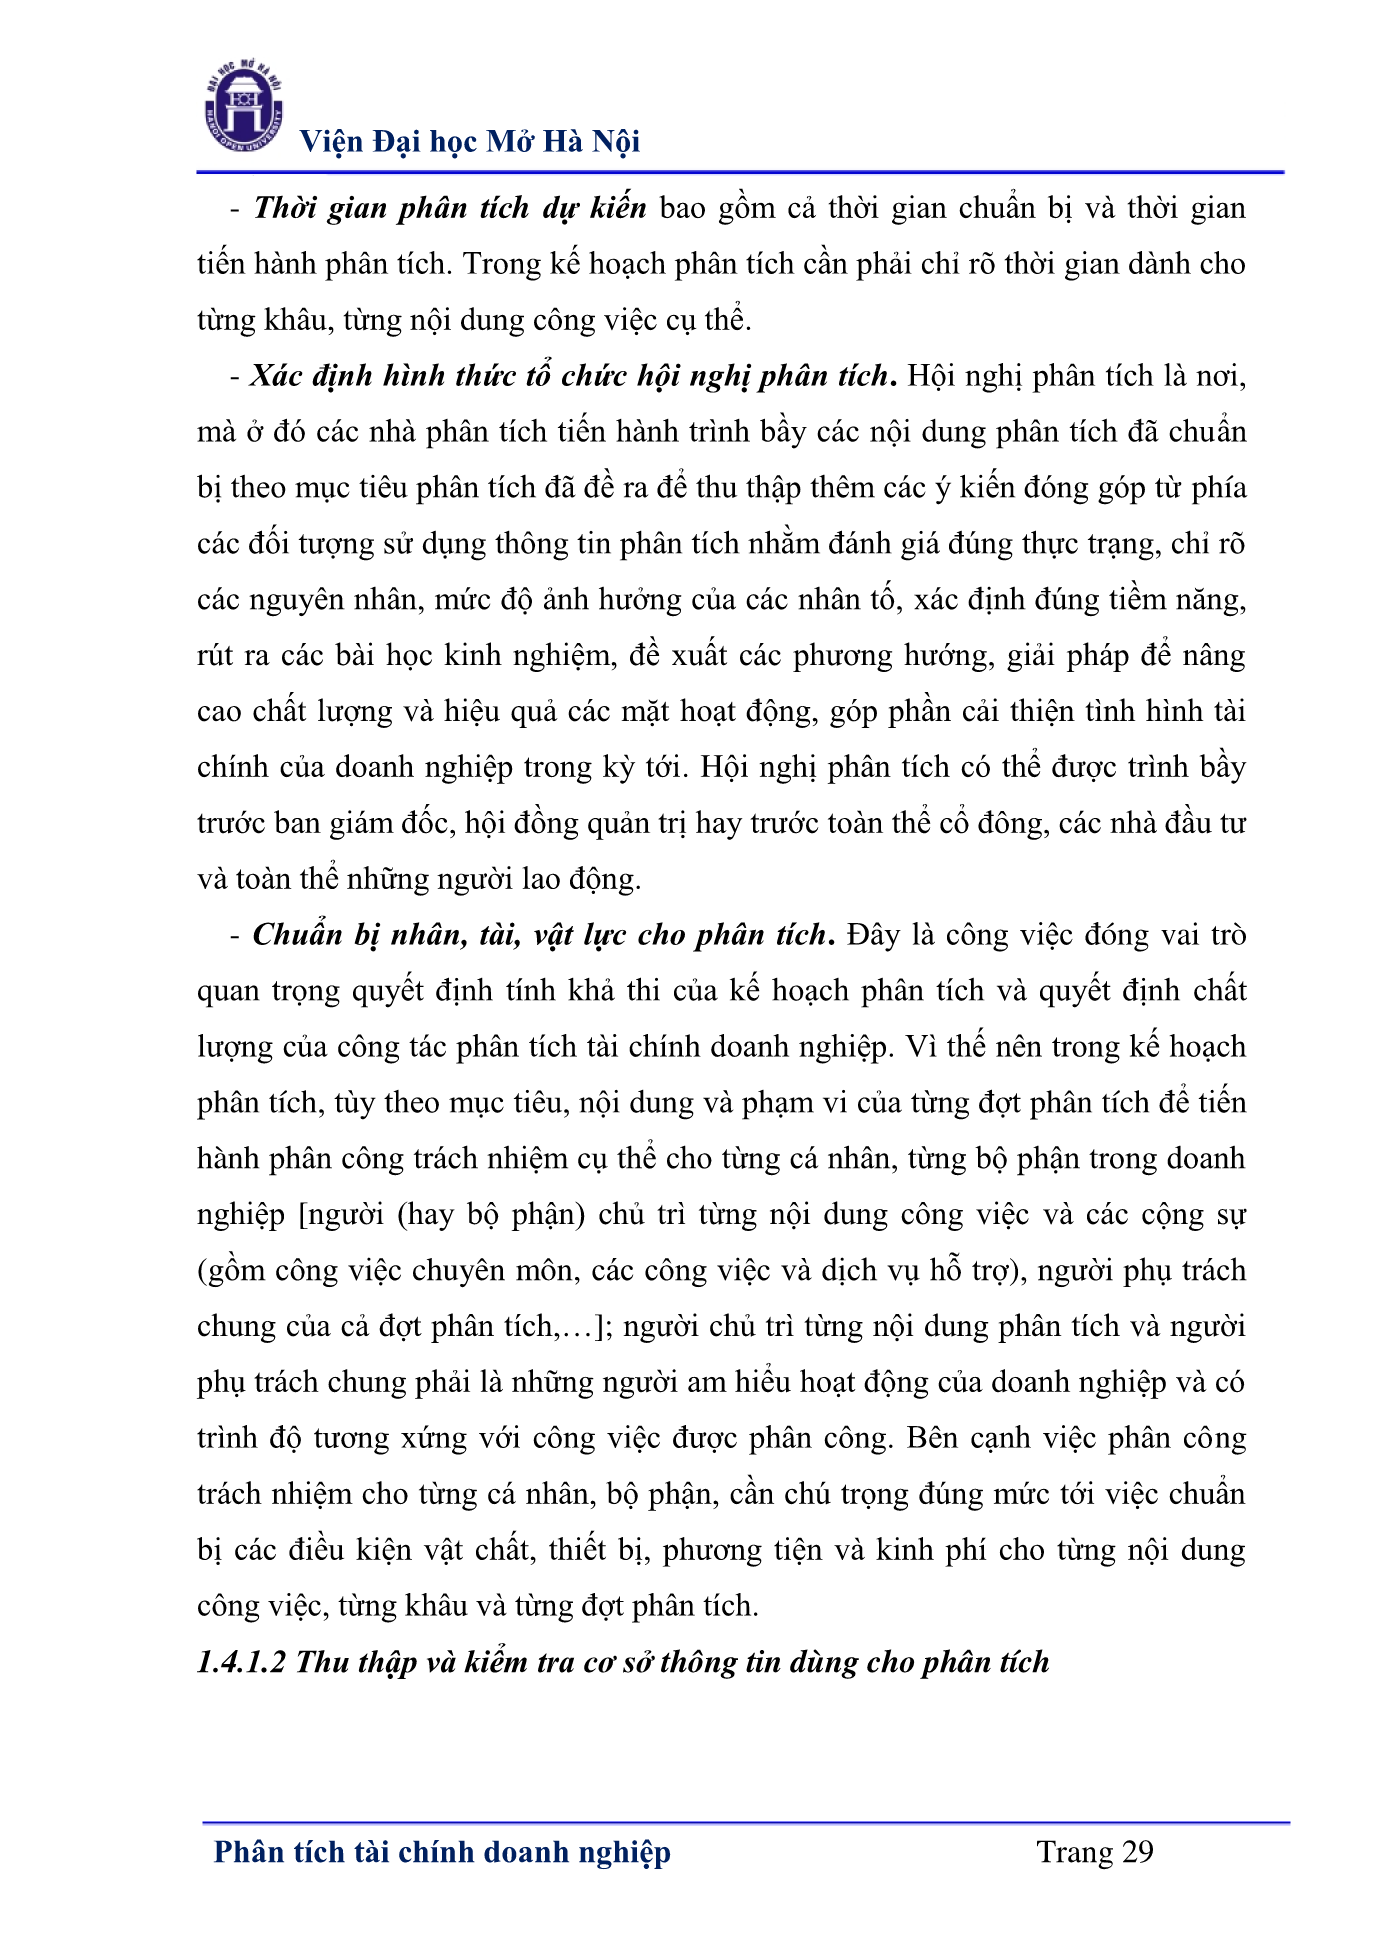 ĐẠI HỌC MỞ HÀ NỘI
HANOI OPEN UNIVERSITY
Viện Đại học Mở Hà Nội
- Thời gian phân tích dự kiến bao gồm cả thời gian chuẩn bị và thời gian
tiến hành phân tích. Trong kế hoạch phân tích cần phải chỉ rõ thời gian dành cho
từng khâu, từng nội dung công việc cụ thể.
- Xác định hình thức tổ chức hội nghị phân tích. Hội nghị phân tích là nơi,
mà ở đó các nhà phân tích tiến hành trình bầy các nội dung phân tích đã chuẩn
bị theo mục tiêu phân tích đã đề ra để thu thập thêm các ý kiến đóng góp từ phía
các đối tượng sử dụng thông tin phân tích nhằm đánh giá đúng thực trạng, chỉ rõ
các nguyên nhân, mức độ ảnh hưởng của các nhân tố, xác định đúng tiềm năng,
rút ra các bài học kinh nghiệm, đề xuất các phương hướng, giải pháp để nâng
cao chất lượng và hiệu quả các mặt hoạt động, góp phần cải thiện tình hình tài
chính của doanh nghiệp trong kỳ tới. Hội nghị phân tích có thể được trình bầy
trước ban giám đốc, hội đồng quản trị hay trước toàn thể cổ đông, các nhà đầu tư
và toàn thể những người lao động.
- Chuẩn bị nhân, tài, vật lực cho phân tích. Đây là công việc đóng vai trò
quan trọng quyết định tính khả thi của kế hoạch phân tích và quyết định chất
lượng của công tác phân tích tài chính doanh nghiệp. Vì thế nên trong kế hoạch
phân tích, tùy theo mục tiêu, nội dung và phạm vi của từng đợt phân tích để tiến
hành phân công trách nhiệm cụ thể cho từng cá nhân, từng bộ phận trong doanh
nghiệp [người (hay bộ phận) chủ trì từng nội dung công việc và các cộng sự
(gồm công việc chuyên môn, các công việc và dịch vụ hỗ trợ), người phụ trách
chung của cả đợt phân tích,…]; người chủ trì từng nội dung phân tích và người
phụ trách chung phải là những người am hiểu hoạt động của doanh nghiệp và có
trình độ tương xứng với công việc được phân công. Bên cạnh việc phân công
trách nhiệm cho từng cá nhân, bộ phận, cần chú trọng đúng mức tới việc chuẩn
bị các điều kiện vật chất, thiết bị, phương tiện và kinh phí cho từng nội dung
công việc, từng khâu và từng đợt phân tích.
1.4.1.2 Thu thập và kiểm tra cơ sở thông tin dùng cho phân tích
Phân tích tài chính doanh nghiệp Trang 29